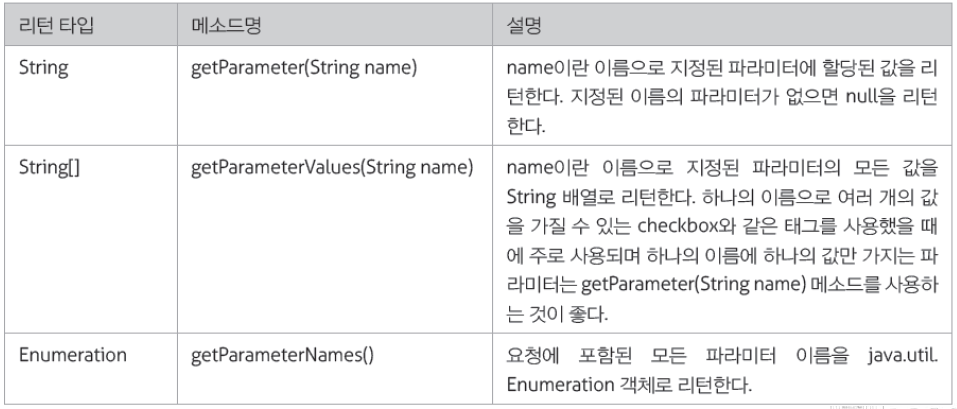 리턴 타입 메소드명 설명
String getParameter(String name) name이란 이름으로 지정된 파라미터에 할당된 값을 리
턴한다. 지정된 이름의 파라미터가 없으면 null을 리턴
한다.
String[] getParameterValues(String name) name이란 이름으로 지정된 파라미터의 모든 값을
String 배열로 리턴한다. 하나의 이름으로 여러 개의 값
을 가질 수 있는 checkbox와 같은 태그를 사용했을 때
에 주로 사용되며 하나의 이름에 하나의 값만 가지는 파
라미터는 getParameter(String name) 메소드를 사용하
는 것이 좋다.
Enumeration getParameterNames() 요청에 포함된 모든 파라미터 이름을 java.util.
Enumeration 객체로 리턴한다.